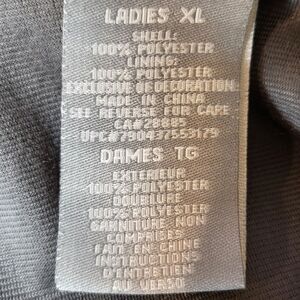 LADIES XL
SHELL:
100% POLYESTER
LINING:
100% POLYESTER
EXCLUSIVE OF DECORATION
MADE IN CHINA
SEE REVERSE FOR CARE
CA#28885
UPC#790437553179
DAMES TG
EXTERIEUR
100% POLYESTER
DOUBLURE
100% POLYESTER
GARNITURE NON
COMPRISES
FAIT EN CHINE
INSTRUCTIONS
D'ENTRETIEN
AU VERSO